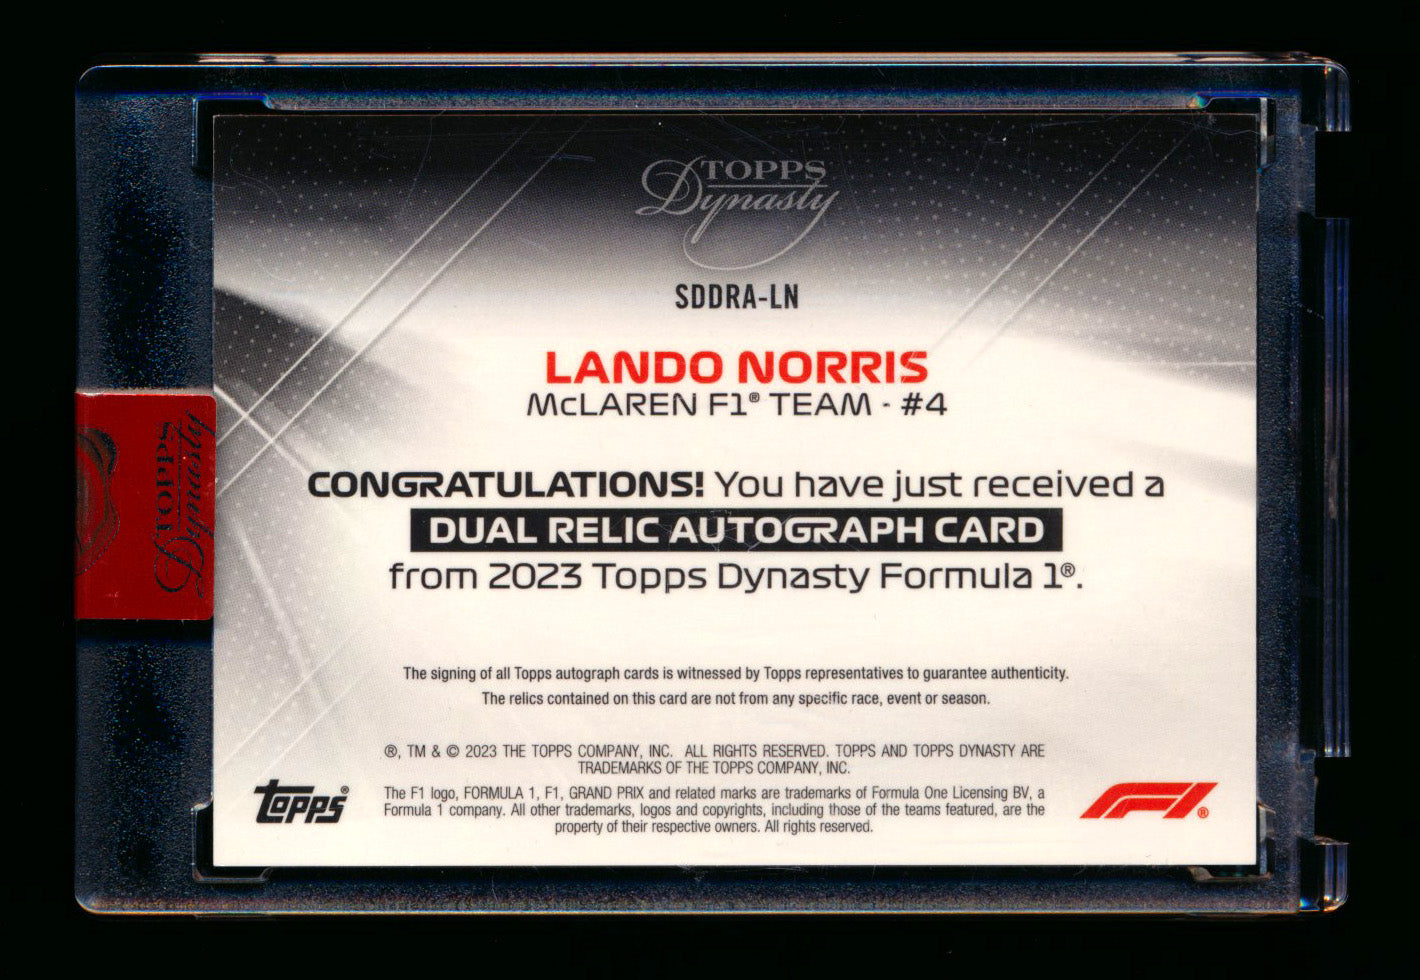 TOPPS
Dynasty
SDDRA-LN
LANDO NORRIS
McLAREN F1® TEAM - #4
CONGRATULATIONS! You have just received a
DUAL RELIC AUTOGRAPH CARD
from 2023 Topps Dynasty Formula 1®.
The signing of all Topps autograph cards is witnessed by Topps representatives to guarantee authenticity.
The relics contained on this card are not from any specific race, event or season.
®, TM & © 2023 THE TOPPS COMPANY, INC. ALL RIGHTS RESERVED. TOPPS AND TOPPS DYNASTY ARE
TRADEMARKS OF THE TOPPS COMPANY, INC.
The F1 logo, FORMULA 1, F1, GRAND PRIX and related marks are trademarks of Formula One Licensing BV, a
Formula 1 company. All other trademarks, logos and copyrights, including those of the teams featured, are the
property of their respective owners. All rights reserved.
topps®
F1®
TOPPS
Dynasty